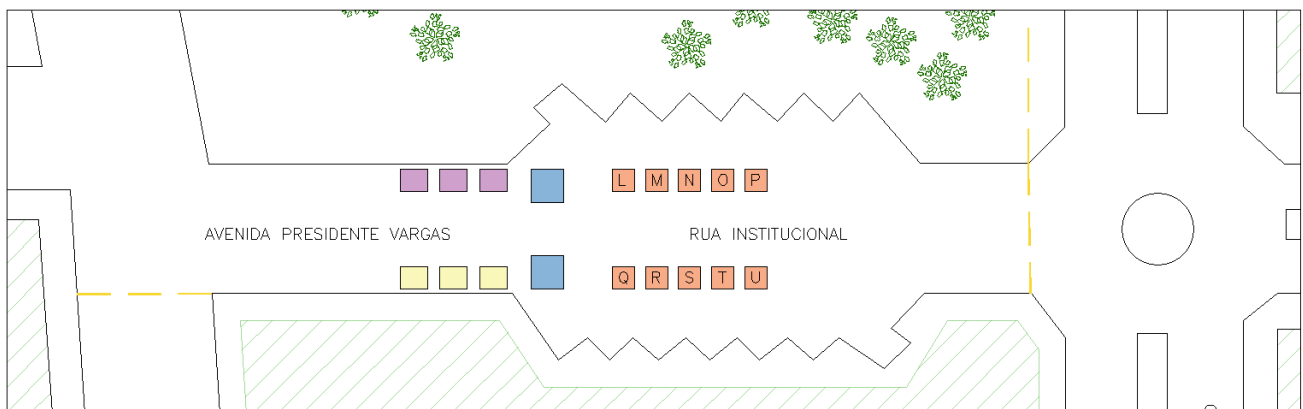 L M N O P
AVENIDA PRESIDENTE VARGAS
RUA INSTITUCIONAL
Q R S T U